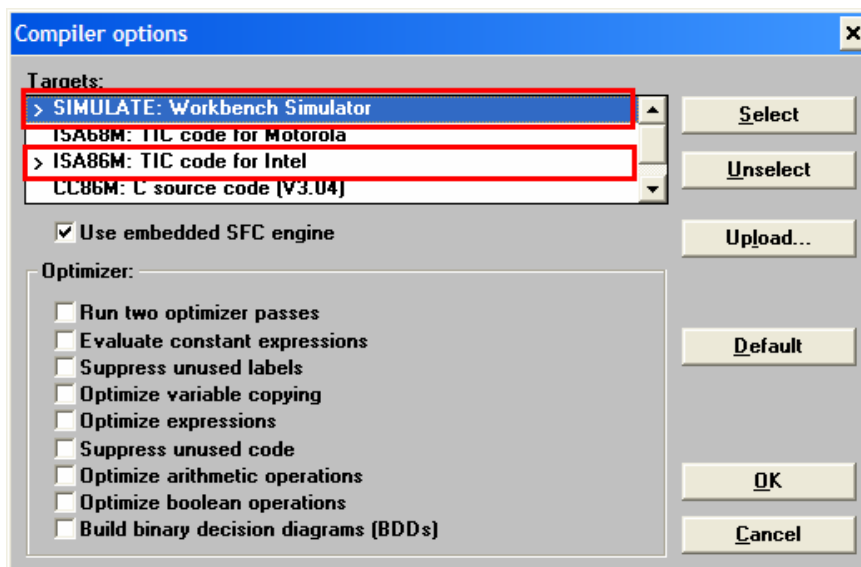 Compiler options
Targets:
> SIMULATE: Workbench Simulator
ISA68M: TIC code for Motorola
> ISA86M: TIC code for Intel
CC86M: C source code (V3.04)
Select
Unselect
Upload...
Use embedded SFC engine
Optimizer:
Run two optimizer passes
Evaluate constant expressions
Suppress unused labels
Optimize variable copying
Optimize expressions
Suppress unused code
Optimize arithmetic operations
Optimize boolean operations
Build binary decision diagrams (BDDs)
Default
OK
Cancel